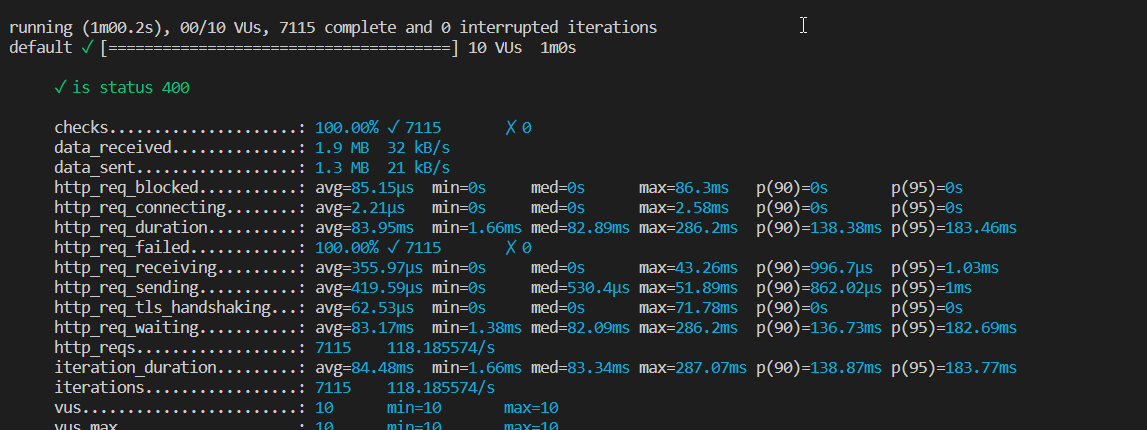 running (1m00.2s), 00/10 VUs, 7115 complete and 0 interrupted iterations
default ✓ [======================================] 10 VUs  1m0s
✓ is status 400
checks.....................: 100.00% ✓ 7115       ✗ 0
data_received..............: 1.9 MB  32 kB/s
data_sent..................: 1.3 MB  21 kB/s
http_req_blocked...........: avg=85.15µs  min=0s     med=0s      max=86.3ms   p(90)=0s       p(95)=0s
http_req_connecting........: avg=2.21µs   min=0s     med=0s      max=2.58ms   p(90)=0s       p(95)=0s
http_req_duration..........: avg=83.95ms  min=1.66ms med=82.89ms max=286.2ms  p(90)=138.38ms p(95)=183.46ms
http_req_failed............: 100.00% ✓ 7115       ✗ 0
http_req_receiving.........: avg=355.97µs min=0s     med=0s      max=43.26ms  p(90)=996.7µs  p(95)=1.03ms
http_req_sending...........: avg=419.59µs min=0s     med=530.4µs max=51.89ms  p(90)=862.02µs p(95)=1ms
http_req_tls_handshaking...: avg=62.53µs  min=0s     med=0s      max=71.78ms  p(90)=0s       p(95)=0s
http_req_waiting...........: avg=83.17ms  min=1.38ms med=82.09ms max=286.2ms  p(90)=136.73ms p(95)=182.69ms
http_reqs..................: 7115    118.185574/s
iteration_duration.........: avg=84.48ms  min=1.66ms med=83.34ms max=287.07ms p(90)=138.87ms p(95)=183.77ms
iterations.................: 7115    118.185574/s
vus........................: 10      min=10       max=10
vus_max....................: 10      min=10       max=10